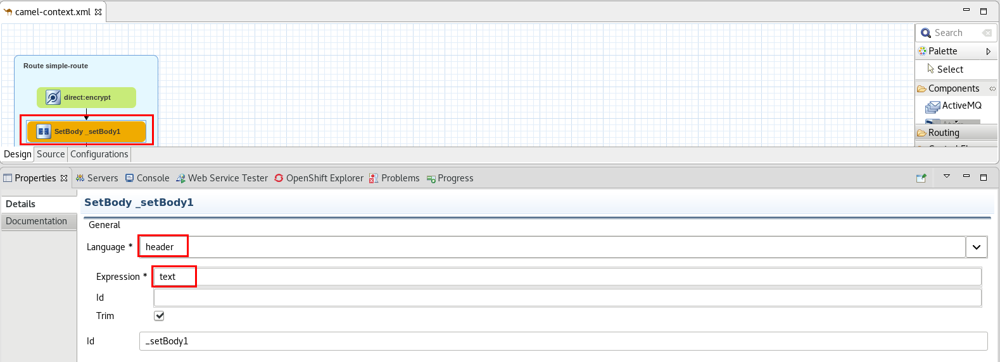 camel-context.xml
Search
Palette
Route simple-route
Select
Components
direct:encrypt
ActiveMQ
SetBody _setBody1
Routing
Design Source Configurations
Properties Servers Console Web Service Tester OpenShift Explorer Problems Progress
Details
SetBody _setBody1
Documentation
General
Language * header
Expression * text
Id
Trim
Id _setBody1